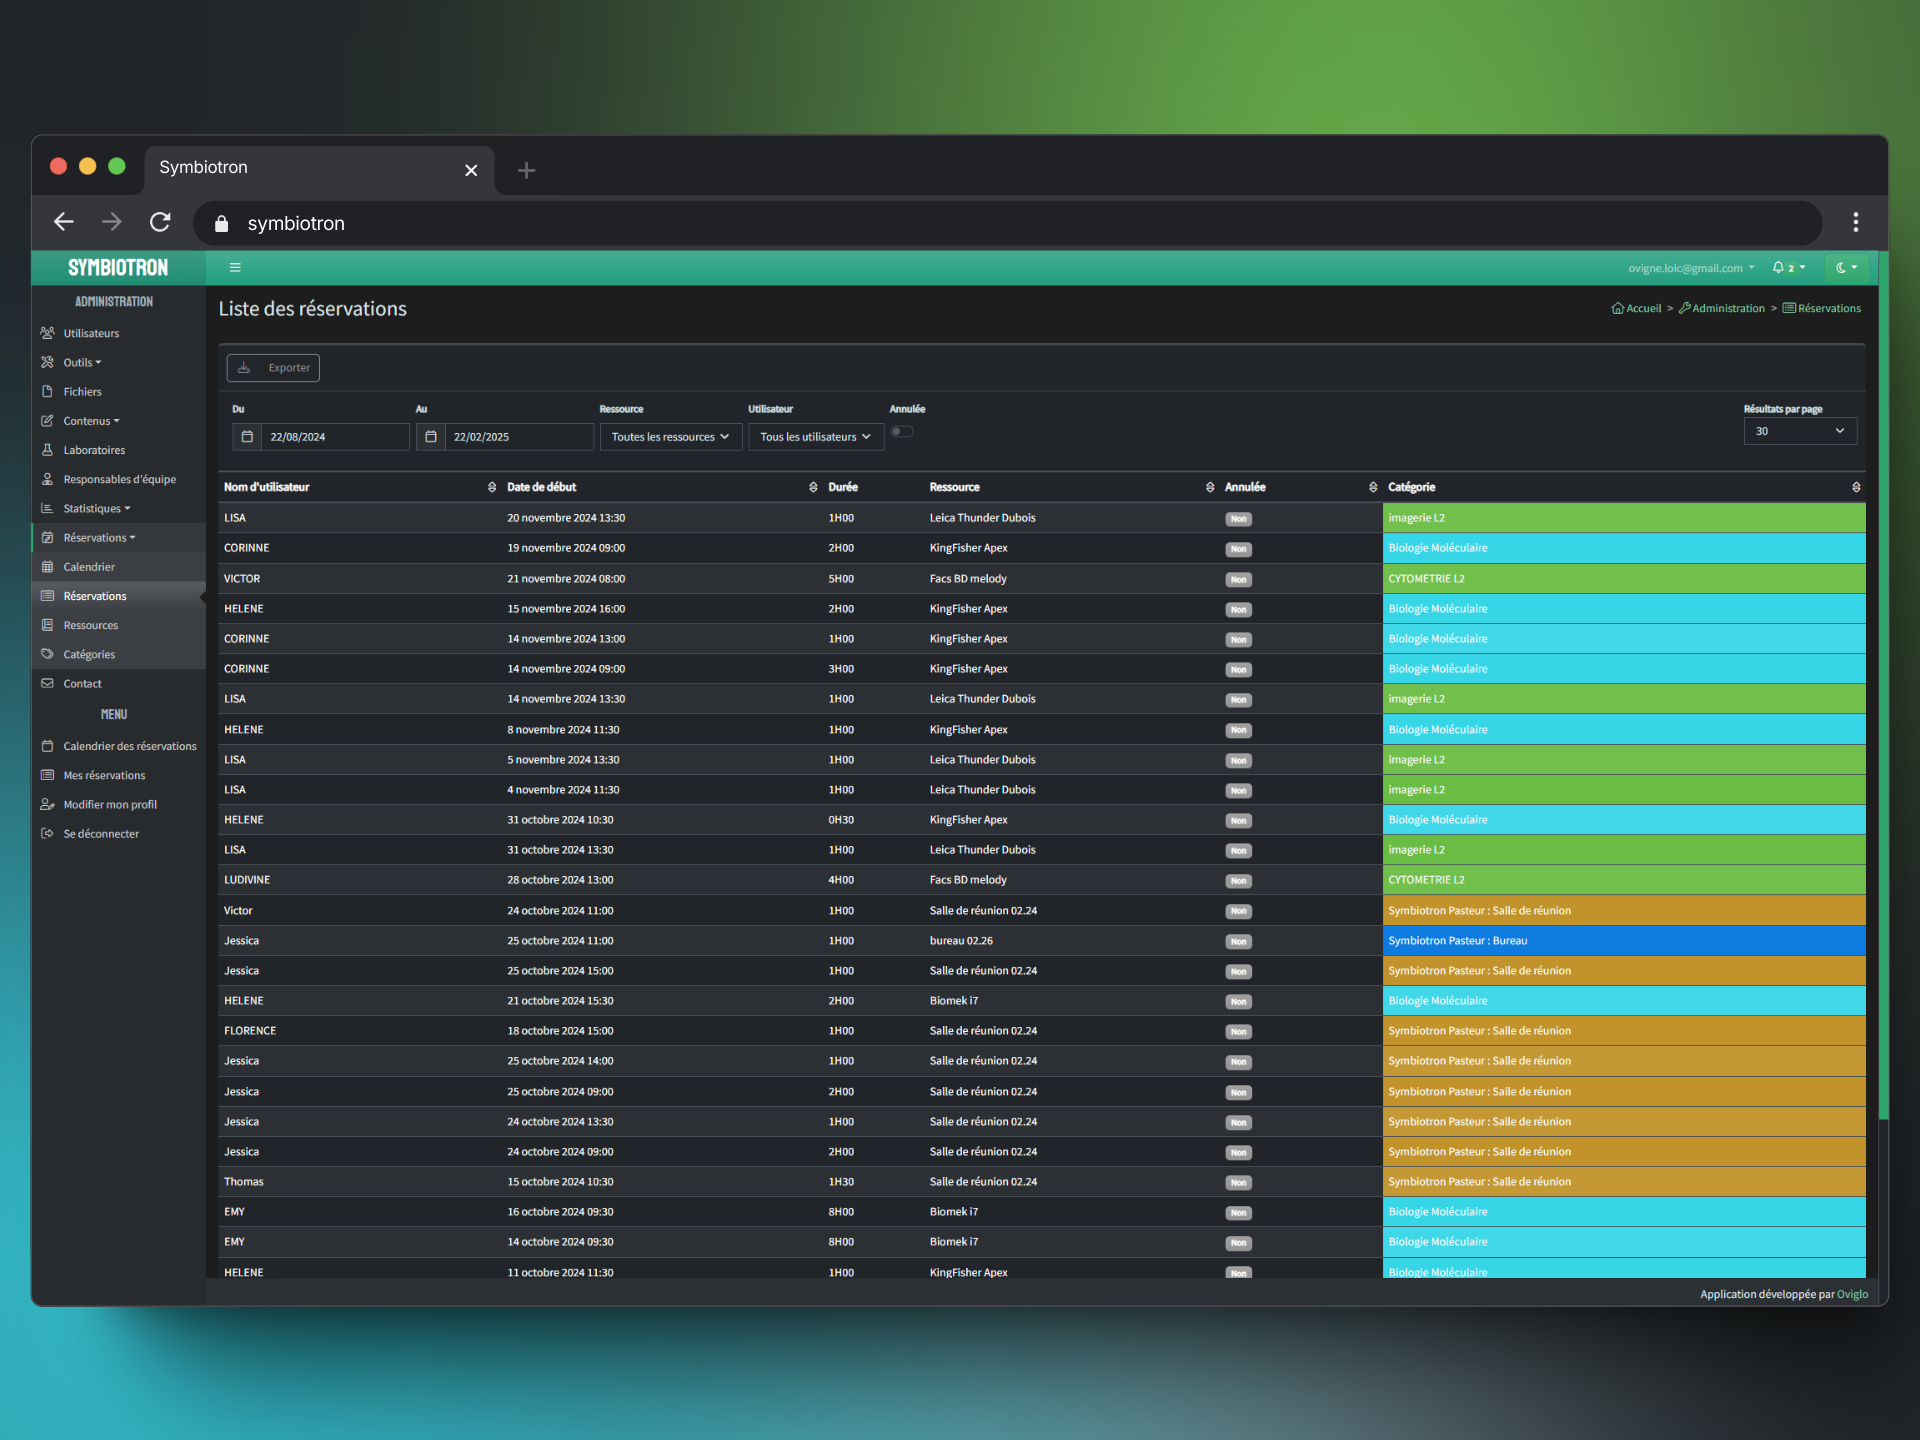 Symbiotron
symbiotron
SYMBIOTRON
ovigne.loic@gmail.com
2
ADMINISTRATION
Utilisateurs
Outils
Fichiers
Contenus
Laboratoires
Responsables d'équipe
Statistiques
Réservations
Calendrier
Réservations
Ressources
Catégories
Contact
MENU
Calendrier des réservations
Mes réservations
Modifier mon profil
Se déconnecter
Liste des réservations
Accueil > Administration > Réservations
Exporter
Du Au Ressource Utilisateur Annulée Résultats par page
22/08/2024 22/02/2025 Toutes les ressources Tous les utilisateurs 30
Nom d'utilisateur Date de début Durée Ressource Annulée Catégorie
LISA 20 novembre 2024 13:30 1H00 Leica Thunder Dubois Non imagerie L2
CORINNE 19 novembre 2024 09:00 2H00 KingFisher Apex Non Biologie Moléculaire
VICTOR 21 novembre 2024 08:00 5H00 Facs BD melody Non CYTOMETRIE L2
HELENE 15 novembre 2024 16:00 2H00 KingFisher Apex Non Biologie Moléculaire
CORINNE 14 novembre 2024 13:00 1H00 KingFisher Apex Non Biologie Moléculaire
CORINNE 14 novembre 2024 09:00 3H00 KingFisher Apex Non Biologie Moléculaire
LISA 14 novembre 2024 13:30 1H00 Leica Thunder Dubois Non imagerie L2
HELENE 8 novembre 2024 11:30 1H00 KingFisher Apex Non Biologie Moléculaire
LISA 5 novembre 2024 13:30 1H00 Leica Thunder Dubois Non imagerie L2
LISA 4 novembre 2024 11:30 1H00 Leica Thunder Dubois Non imagerie L2
HELENE 31 octobre 2024 10:30 0H30 KingFisher Apex Non Biologie Moléculaire
LISA 31 octobre 2024 13:30 1H00 Leica Thunder Dubois Non imagerie L2
LUDIVINE 28 octobre 2024 13:00 4H00 Facs BD melody Non CYTOMETRIE L2
Victor 24 octobre 2024 11:00 1H00 Salle de réunion 02.24 Non Symbiotron Pasteur : Salle de réunion
Jessica 25 octobre 2024 11:00 1H00 bureau 02.26 Non Symbiotron Pasteur : Bureau
Jessica 25 octobre 2024 15:00 1H00 Salle de réunion 02.24 Non Symbiotron Pasteur : Salle de réunion
HELENE 21 octobre 2024 15:30 2H00 Biomek i7 Non Biologie Moléculaire
FLORENCE 18 octobre 2024 15:00 1H00 Salle de réunion 02.24 Non Symbiotron Pasteur : Salle de réunion
Jessica 25 octobre 2024 14:00 1H00 Salle de réunion 02.24 Non Symbiotron Pasteur : Salle de réunion
Jessica 25 octobre 2024 09:00 2H00 Salle de réunion 02.24 Non Symbiotron Pasteur : Salle de réunion
Jessica 24 octobre 2024 13:30 1H00 Salle de réunion 02.24 Non Symbiotron Pasteur : Salle de réunion
Jessica 24 octobre 2024 09:00 2H00 Salle de réunion 02.24 Non Symbiotron Pasteur : Salle de réunion
Thomas 15 octobre 2024 10:30 1H30 Salle de réunion 02.24 Non Symbiotron Pasteur : Salle de réunion
EMY 16 octobre 2024 09:30 8H00 Biomek i7 Non Biologie Moléculaire
EMY 14 octobre 2024 09:30 8H00 Biomek i7 Non Biologie Moléculaire
HELENE 11 octobre 2024 11:30 1H00 KingFisher Apex Non Biologie Moléculaire
Application développée par Oviglo